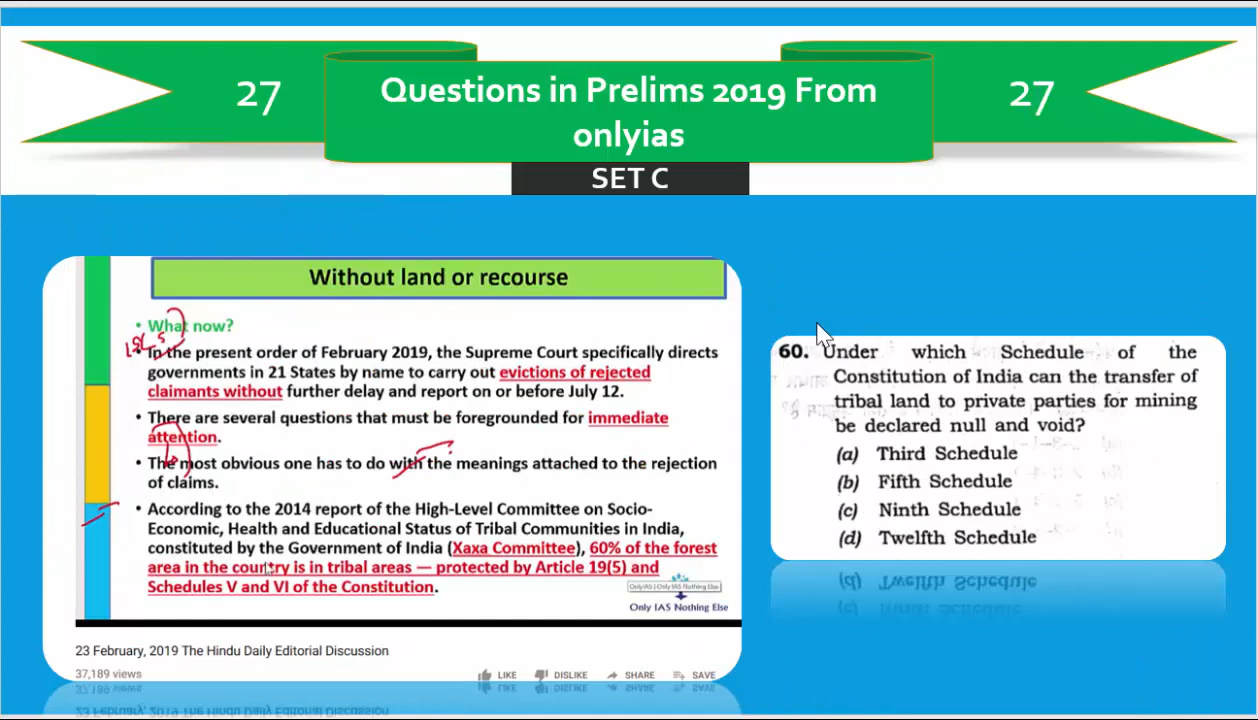 27
Questions in Prelims 2019 From
onlyias
27
SET C
Without land or recourse
• What now?
• In the present order of February 2019, the Supreme Court specifically directs
governments in 21 States by name to carry out evictions of rejected
claimants without further delay and report on or before July 12.
• There are several questions that must be foregrounded for immediate
attention.
• The most obvious one has to do with the meanings attached to the rejection
of claims.
• According to the 2014 report of the High-Level Committee on Socio-
Economic, Health and Educational Status of Tribal Communities in India,
constituted by the Government of India (Xaxa Committee), 60% of the forest
area in the country is in tribal areas — protected by Article 19(5) and
Schedules V and VI of the Constitution.
OnlyIAS | Only IAS Nothing Else
Only IAS Nothing Else
23 February, 2019 The Hindu Daily Editorial Discussion
37,189 views
LIKE DISLIKE SHARE SAVE
60. Under which Schedule of the
Constitution of India can the transfer of
tribal land to private parties for mining
be declared null and void?
(a) Third Schedule
(b) Fifth Schedule
(c) Ninth Schedule
(d) Twelfth Schedule